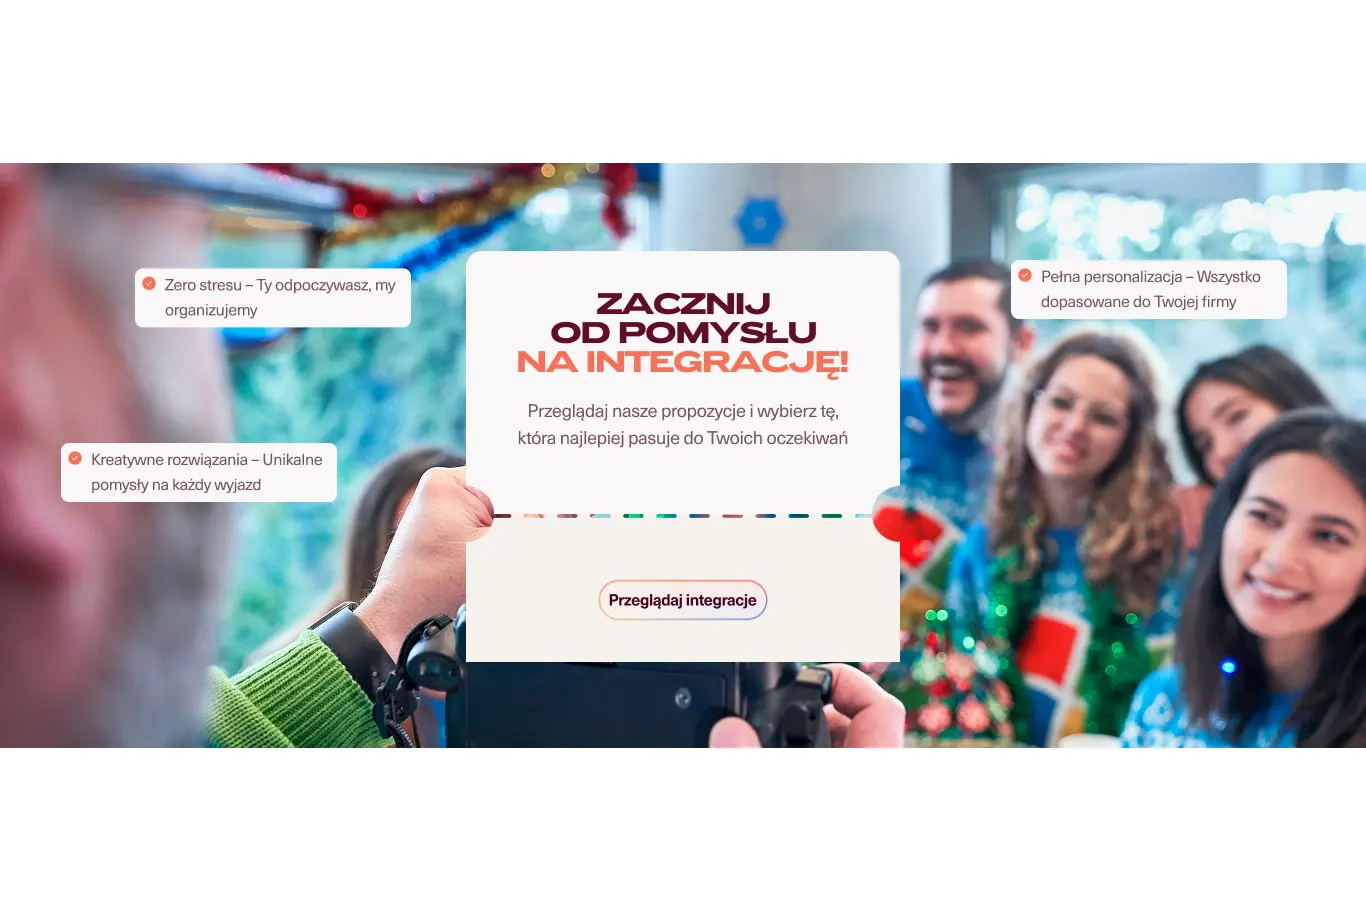 Zero stresu – Ty odpoczywasz, my
organizujemy
Kreatywne rozwiązania – Unikalne
pomysły na każdy wyjazd
ZACZNIJ
OD POMYSŁU
NA INTEGRACJĘ!
Przeglądaj nasze propozycje i wybierz tę,
która najlepiej pasuje do Twoich oczekiwań
Przeglądaj integracje
Pełna personalizacja – Wszystko
dopasowane do Twojej firmy